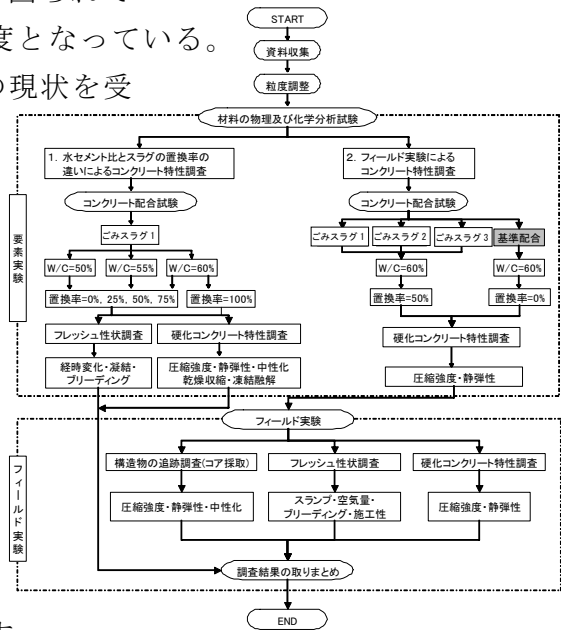 度となっている。
の現状を受
START
資料収集
粒度調整
材料の物理及び化学分析試験
要素実験
1. 水セメント比とスラグの置換率の
違いによるコンクリート特性調査
コンクリート配合試験
ごみスラグ1
W/C=50% W/C=55% W/C=60%
置換率=0%, 25%, 50%, 75% 置換率=100%
フレッシュ性状調査 硬化コンクリート特性調査
経時変化・凝結・
ブリーディング
圧縮強度・静弾性・中性化
乾燥収縮・凍結融解
2. フィールド実験による
コンクリート特性調査
コンクリート配合試験
ごみスラグ1 ごみスラグ2 ごみスラグ3 基準配合
W/C=60% W/C=60%
置換率=50% 置換率=0%
硬化コンクリート特性調査
圧縮強度・静弾性
フィールド実験
フィールド実験
構造物の追跡調査(コア採取) フレッシュ性状調査 硬化コンクリート特性調査
圧縮強度・静弾性・中性化
スランプ・空気量・
ブリーディング・施工性
圧縮強度・静弾性
調査結果の取りまとめ
END